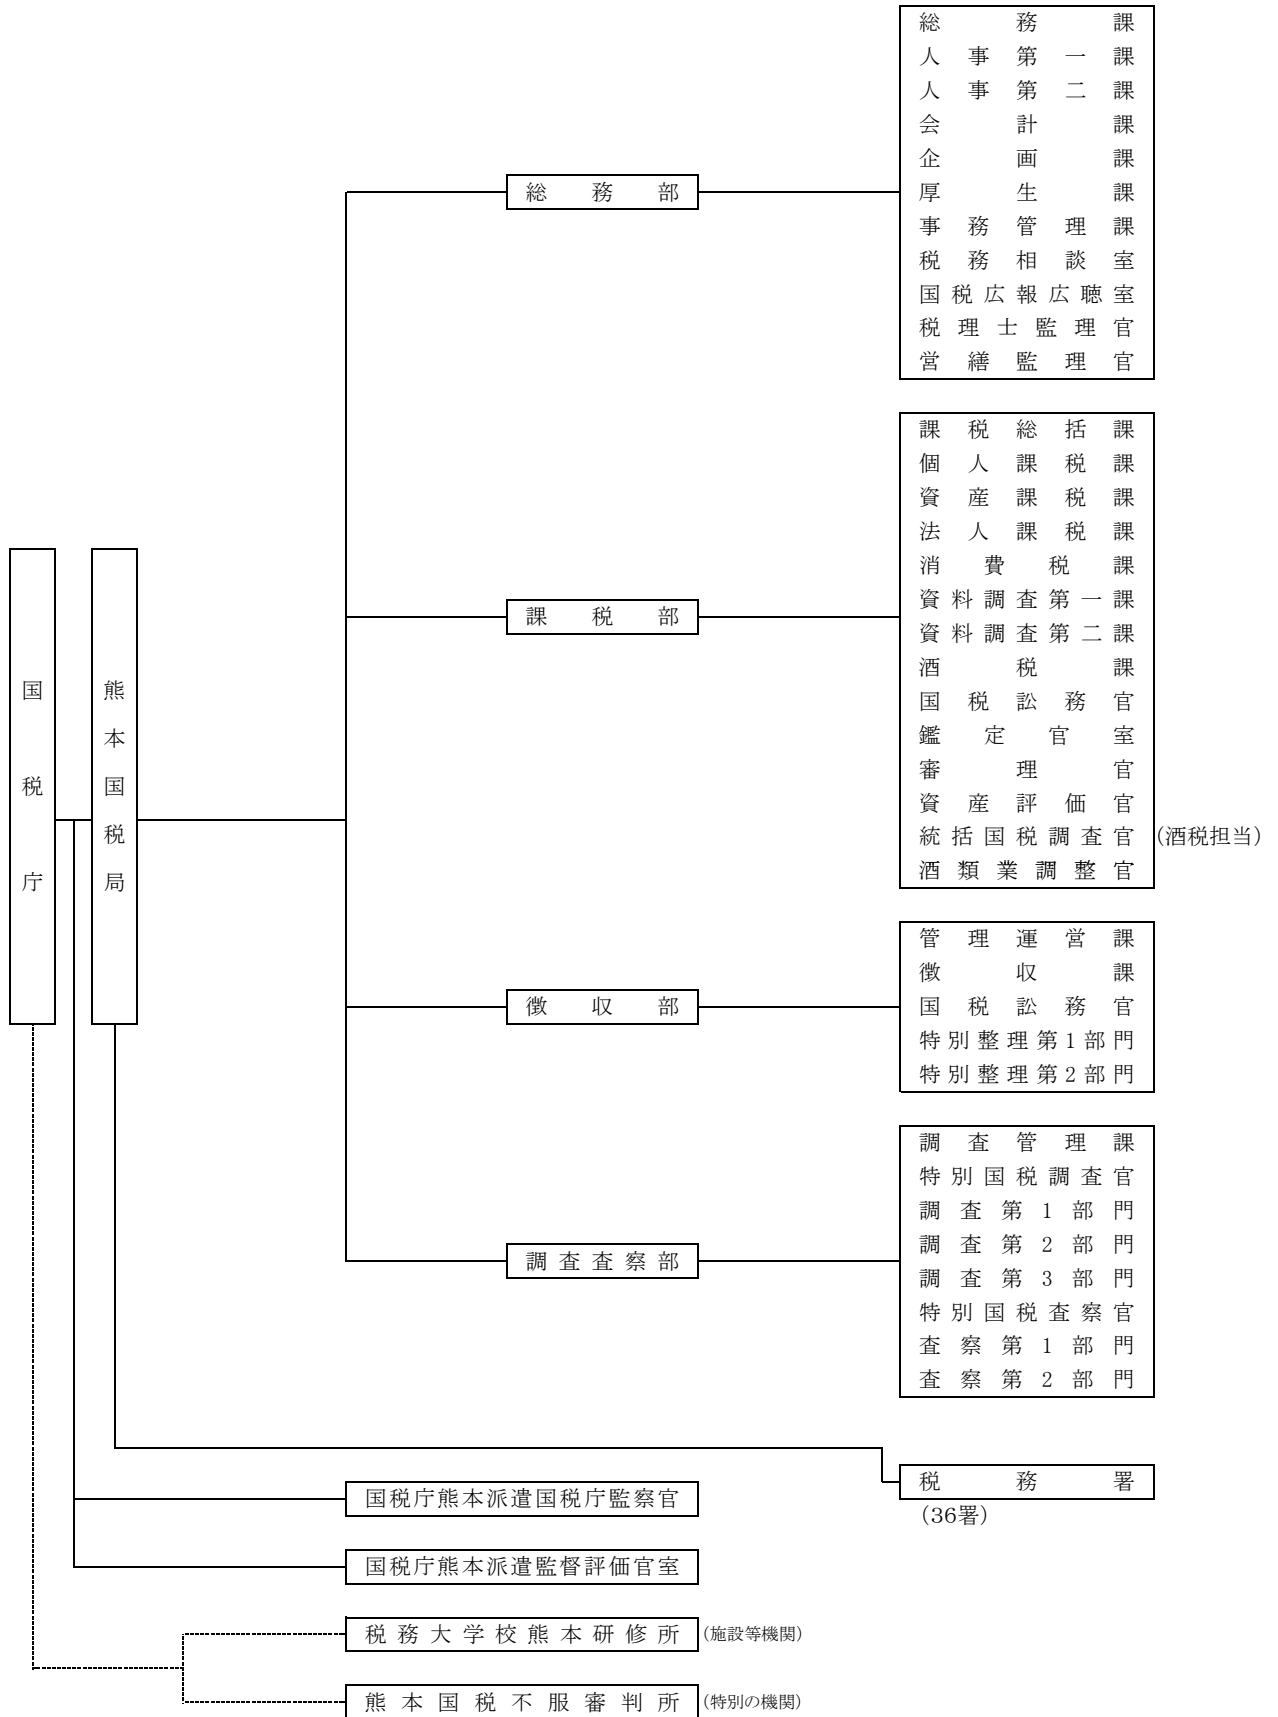 国税庁
熊本国税局
総務部
総務課
人事第一課
人事第二課
会計課
企画課
厚生課
事務管理課
税務相談室
国税広報広聴室
税理士監理官
営繕監理官
課税部
課税総括課
個人課税課
資産課税課
法人課税課
消費税課
資料調査第一課
資料調査第二課
酒税課
国税訟務官
鑑定官室
審理官
資産評価官
統括国税調査官(酒税担当)
酒類業調整官
徴収部
管理運営課
徴収課
国税訟務官
特別整理第1部門
特別整理第2部門
調査査察部
調査管理課
特別国税調査官
調査第1部門
調査第2部門
調査第3部門
特別国税査察官
査察第1部門
査察第2部門
税務署
(36署)
国税庁熊本派遣国税庁監察官
国税庁熊本派遣監督評価官室
税務大学校熊本研修所(施設等機関)
熊本国税不服審判所(特別の機関)